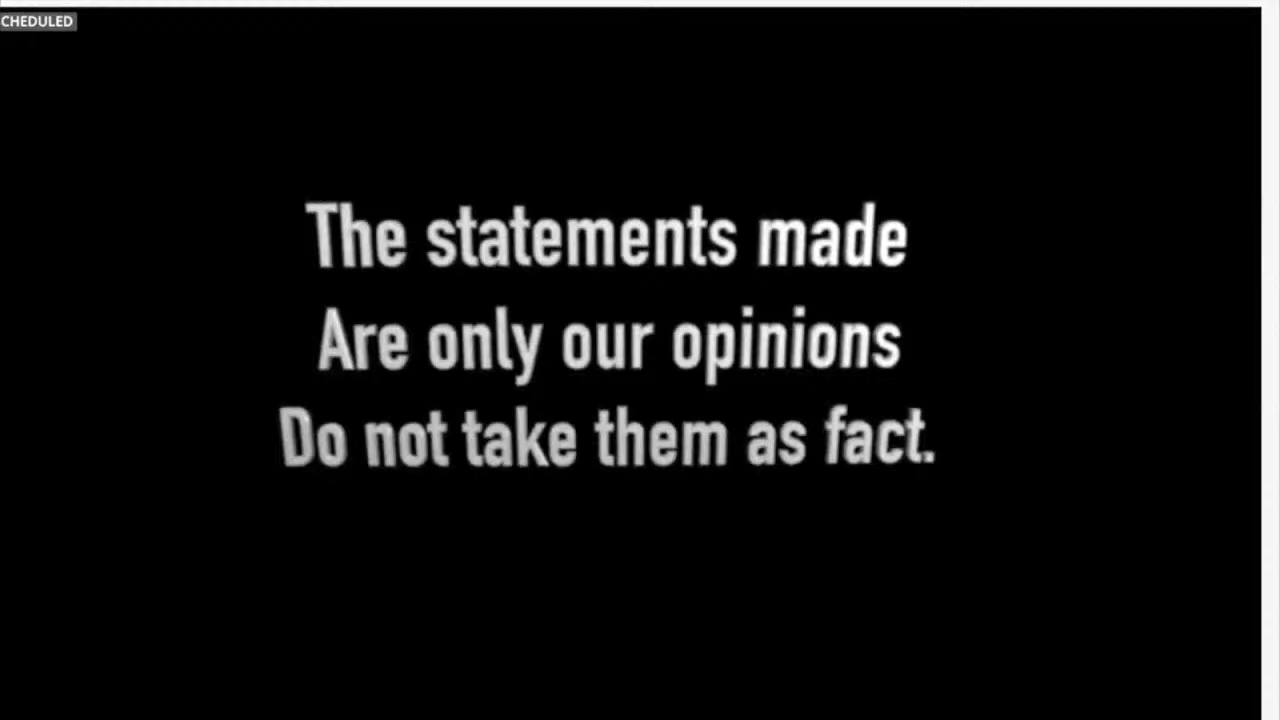 CHEDULED
The statements made
Are only our opinions
Do not take them as fact.